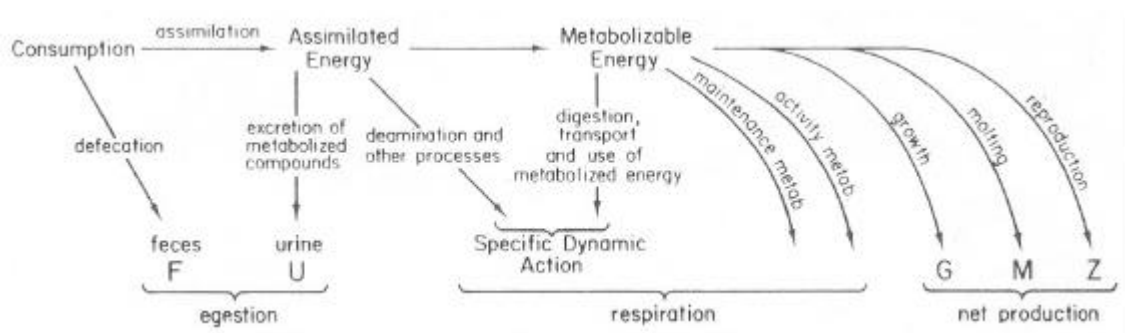 Consumption
assimilation
Assimilated
Energy
Metabolizable
Energy
defecation
excretion of
metabolized
compounds
deamination and
other processes
digestion,
transport
and use of
metabolized energy
maintenance metab.
activity metab.
growth
molting
reproduction
feces
F
urine
U
Specific Dynamic
Action
G
M
Z
egestion
respiration
net production